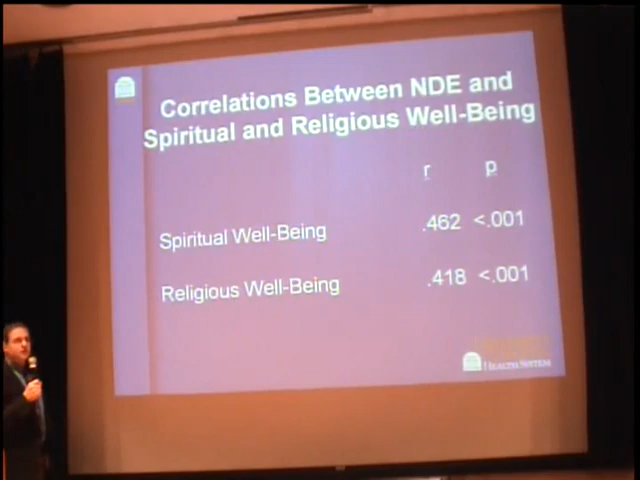 Correlations Between NDE and
Spiritual and Religious Well-Being
r p
Spiritual Well-Being .462 <.001
Religious Well-Being .418 <.001
HEALTH SYSTEM